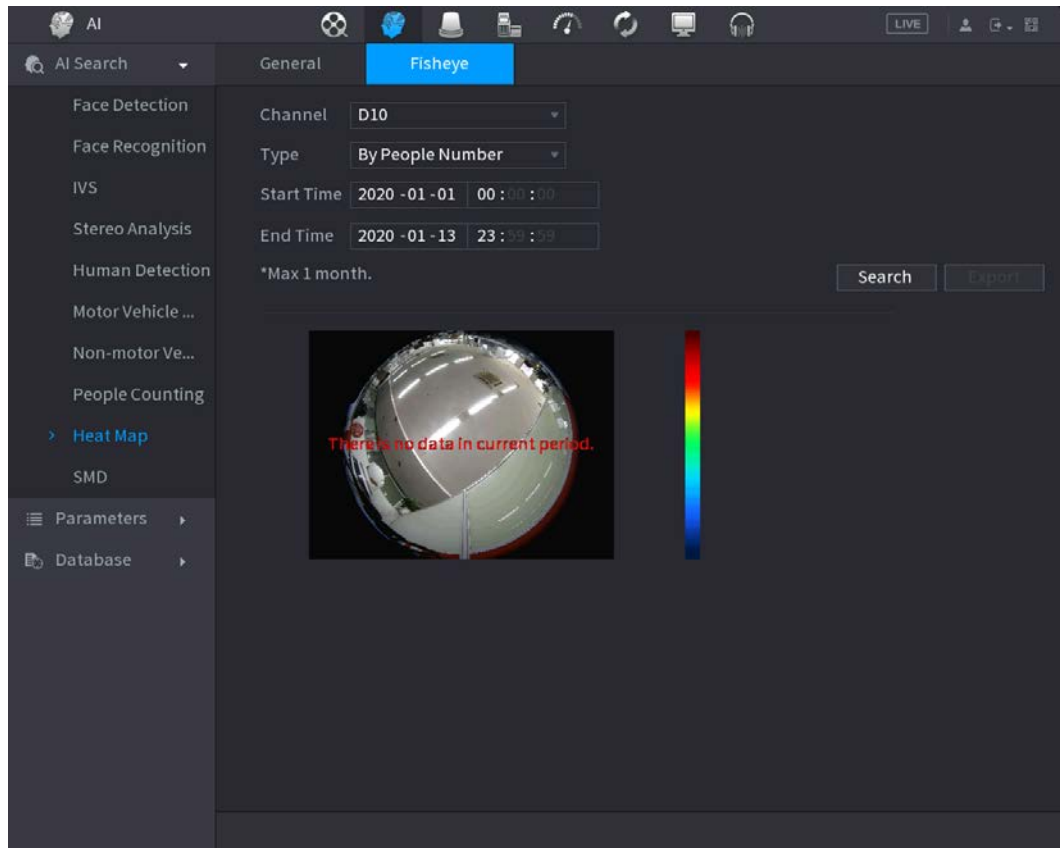 AI
LIVE
AI Search
General
Fisheye
Face Detection
Face Recognition
IVS
Stereo Analysis
Human Detection
Motor Vehicle ...
Non-motor Ve...
People Counting
Heat Map
SMD
Parameters
Database
Channel D10
Type By People Number
Start Time 2020 -01 -01 00 : 00 : 00
End Time 2020 -01 -13 23 : 59 : 59
*Max 1 month.
Search Export
There is no data in current period.